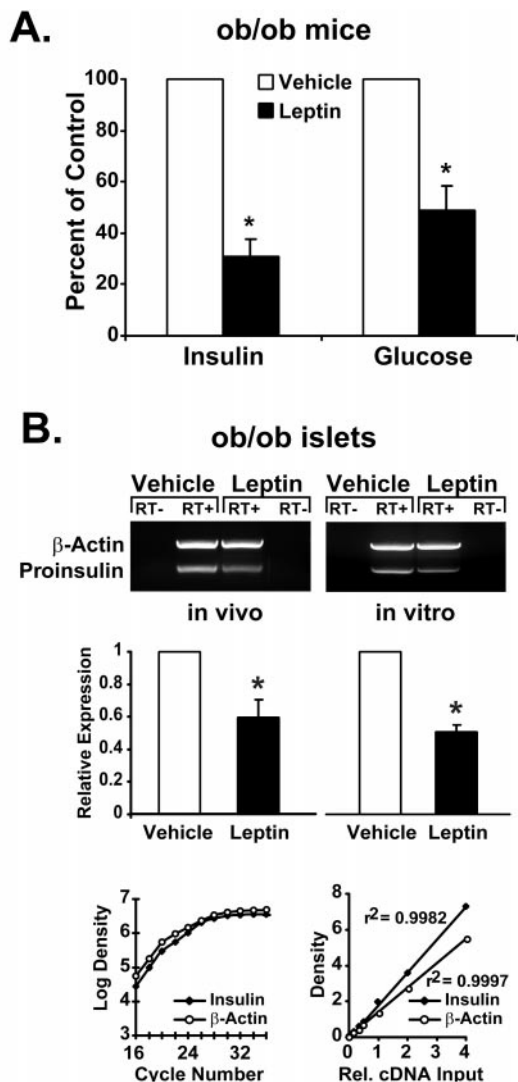 A.
ob/ob mice
Percent of Control
100
80
60
40
20
0
Vehicle
Leptin
*
*
Insulin Glucose
B.
ob/ob islets
Vehicle Leptin Vehicle Leptin
RT- RT+ RT+ RT- RT- RT+ RT+ RT-
β-Actin
Proinsulin
in vivo in vitro
Relative Expression
1
0.8
0.6
0.4
0.2
0
*
*
Vehicle Leptin Vehicle Leptin
Log Density
7
6
5
4
3
Insulin
β-Actin
16 24 32
Cycle Number
Density
8
6
4
2
0
r² = 0.9982
r² = 0.9997
Insulin
β-Actin
0 1 2 3 4
Rel. cDNA Input